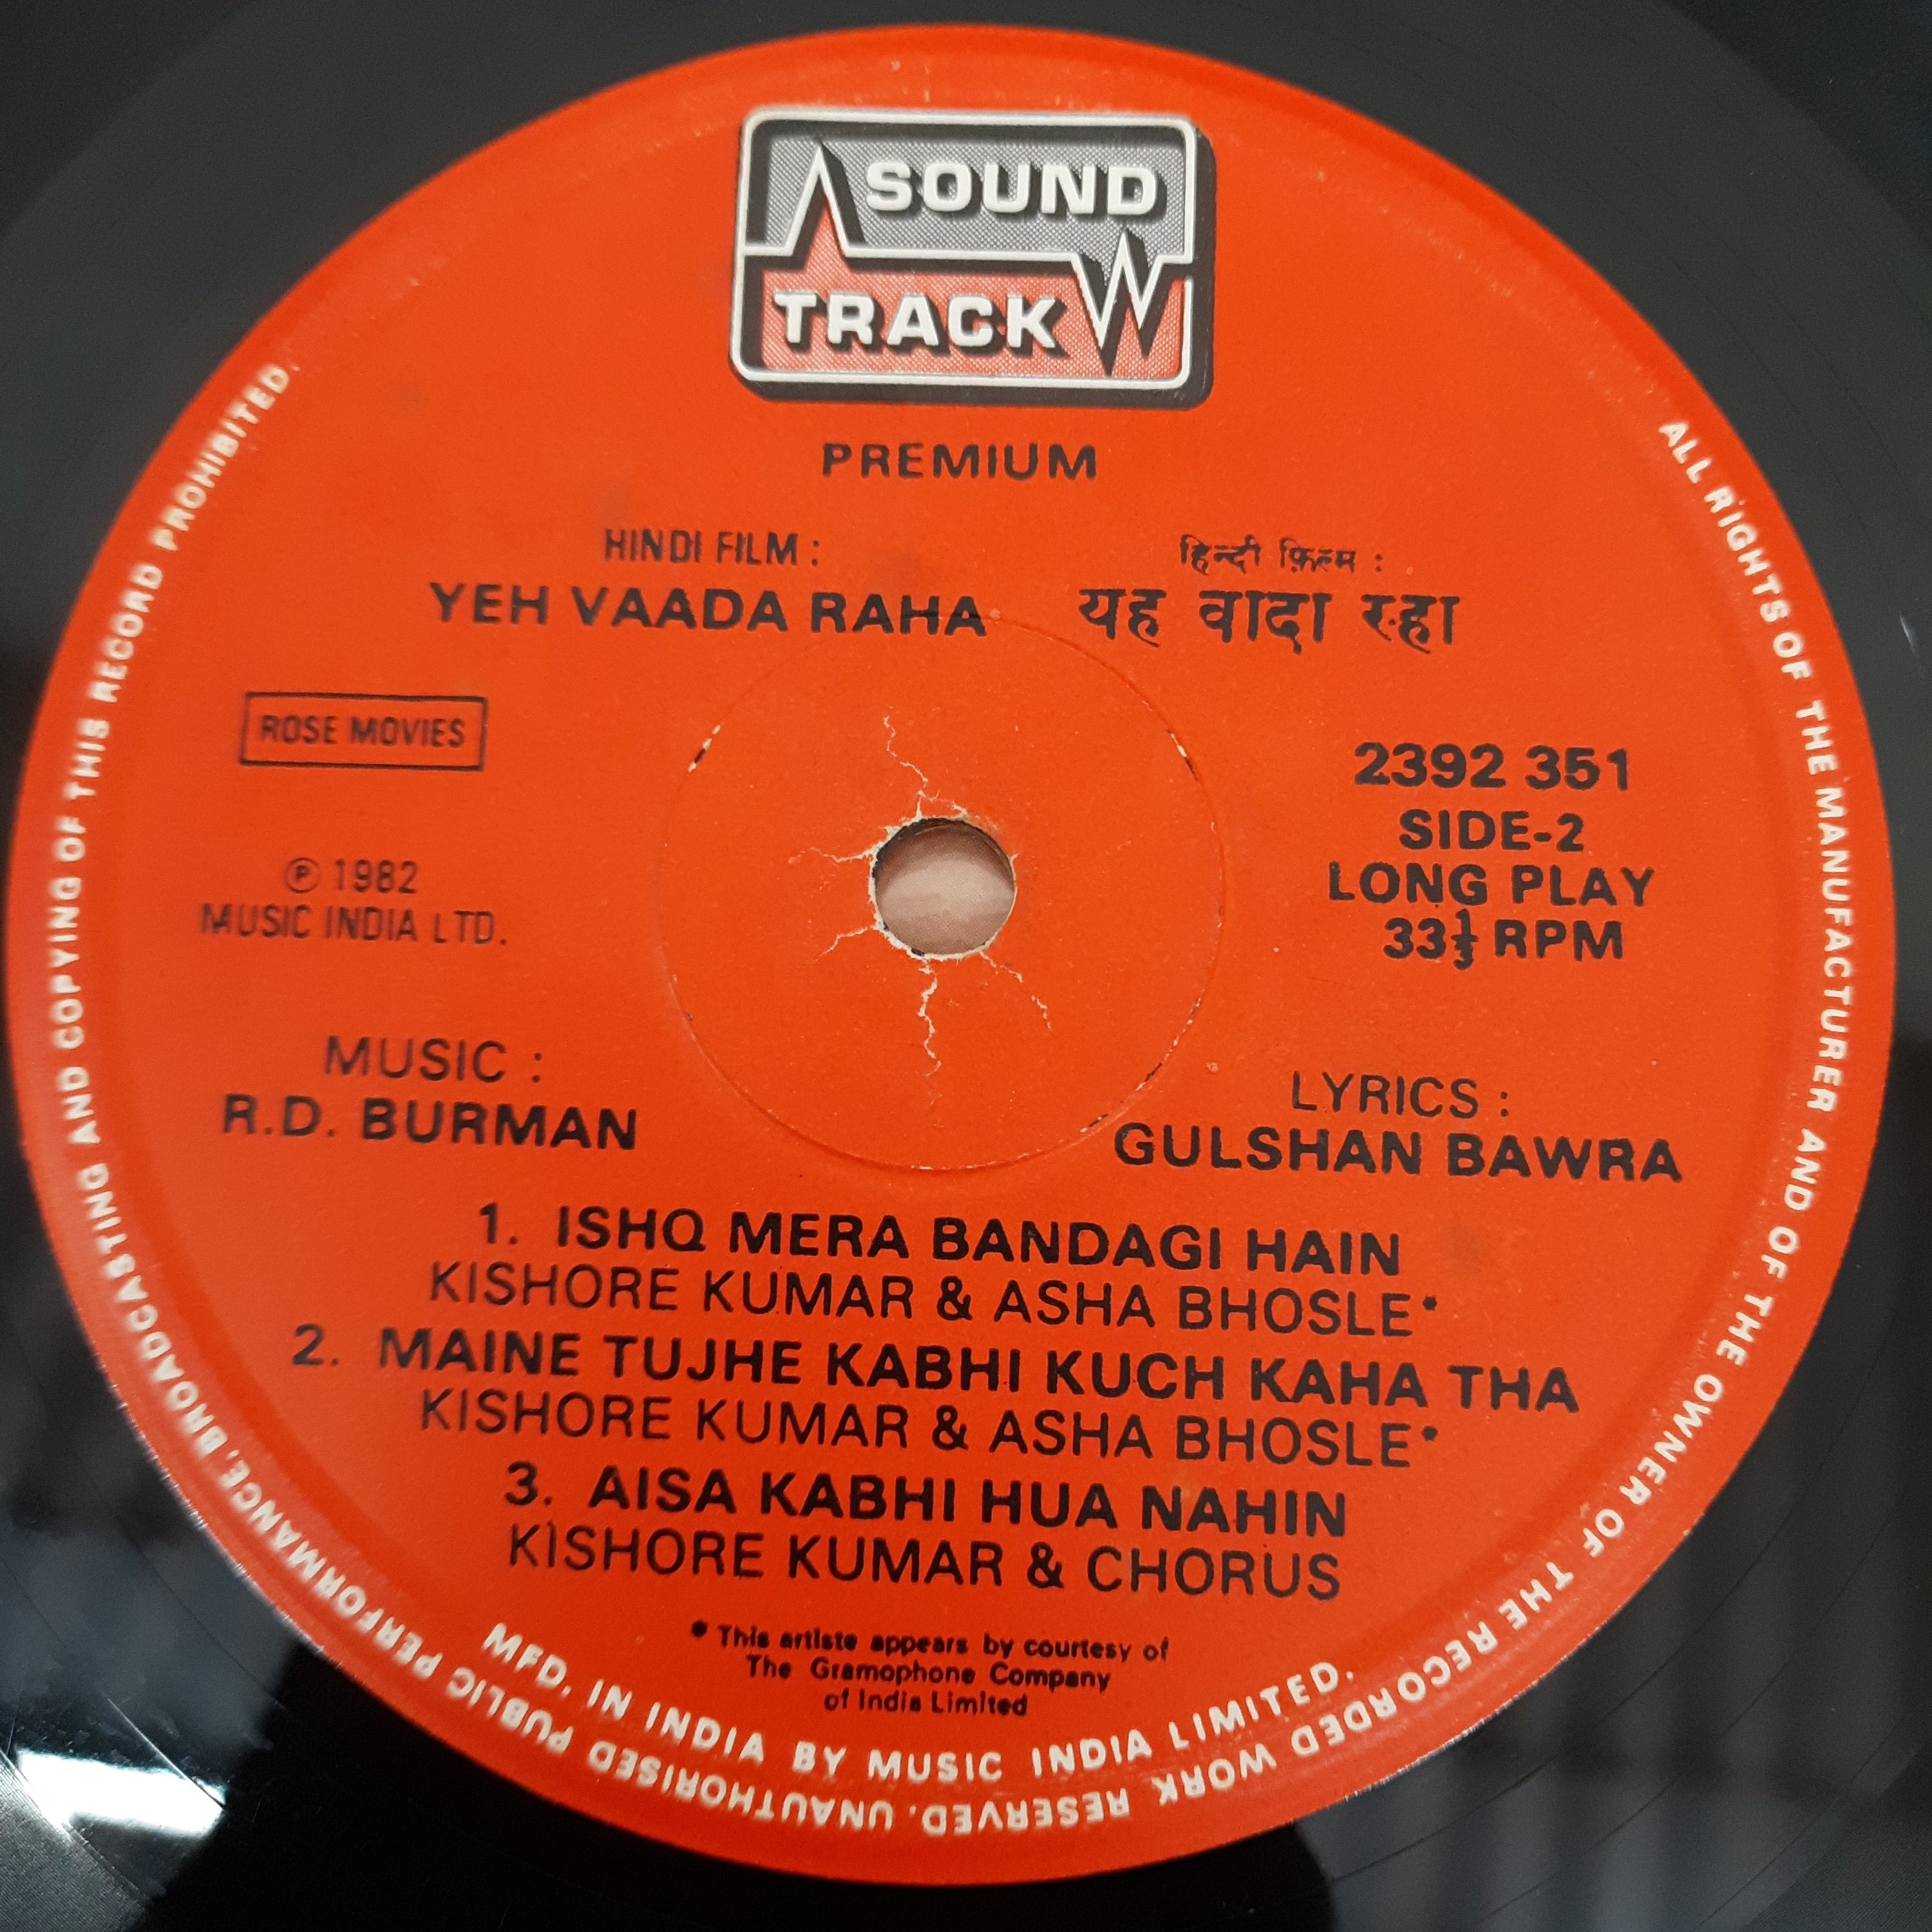 SOUND
TRACK
PREMIUM
HINDI FILM :
YEH VAADA RAHA
हिन्दी फ़िल्म :
यह वादा रहा
ROSE MOVIES
℗ 1982
MUSIC INDIA LTD.
2392 351
SIDE-2
LONG PLAY
33⅓ RPM
MUSIC :
R.D. BURMAN
LYRICS :
GULSHAN BAWRA
1. ISHQ MERA BANDAGI HAIN
KISHORE KUMAR & ASHA BHOSLE*
2. MAINE TUJHE KABHI KUCH KAHA THA
KISHORE KUMAR & ASHA BHOSLE*
3. AISA KABHI HUA NAHIN
KISHORE KUMAR & CHORUS
* This artiste appears by courtesy of
The Gramophone Company
of India Limited
MFD. IN INDIA BY MUSIC INDIA LIMITED.
ALL RIGHTS OF THE MANUFACTURER AND OF THE OWNER OF THE RECORDED WORK RESERVED. UNAUTHORISED PUBLIC PERFORMANCE, BROADCASTING AND COPYING OF THIS RECORD PROHIBITED.